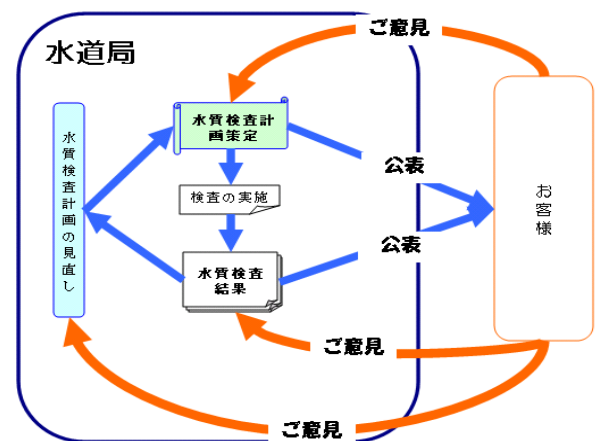 ご意見
水道局
水質検査計
画策定
公表
検査の実施
水質検査計画の見直し
お客様
公表
水質検査
結果
ご意見
ご意見